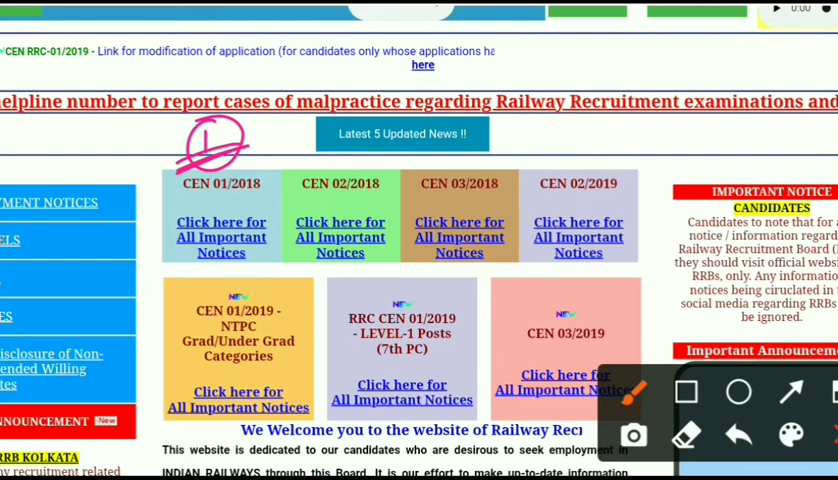 0:00
CEN RRC-01/2019 - Link for modification of application (for candidates only whose applications ha
here
helpline number to report cases of malpractice regarding Railway Recruitment examinations and
Latest 5 Updated News !!
1
CEN 01/2018
Click here for
All Important
Notices
CEN 02/2018
Click here for
All Important
Notices
CEN 03/2018
Click here for
All Important
Notices
CEN 02/2019
Click here for
All Important
Notices
NEW
CEN 01/2019 -
NTPC
Grad/Under Grad
Categories
Click here for
All Important Notices
NEW
RRC CEN 01/2019
- LEVEL-1 Posts
(7th PC)
Click here for
All Important Notices
NEW
CEN 03/2019
Click here for
All Important Notices
YMENT NOTICES
ELS
ES
isclosure of Non-
ended Willing
tes
NNOUNCEMENT New
RRB KOLKATA
ny recruitment related
IMPORTANT NOTICE
CANDIDATES
Candidates to note that for a
notice / information regard
Railway Recruitment Board (
they should visit official webs
RRBs, only. Any informatio
notices being ciruclated in
social media regarding RRBs
be ignored.
Important Announcem
We Welcome you to the website of Railway Recr
This website is dedicated to our candidates who are desirous to seek employment in
INDIAN RAILWAYS through this Board. It is our effort to make up-to-date information